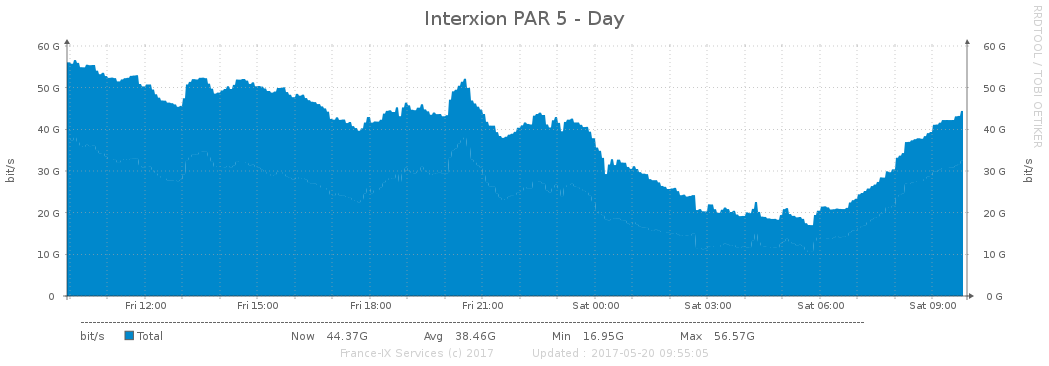 Interxion PAR 5 - Day
RRDTOOL / TOBI OETIKER
bit/s
60 G
50 G
40 G
30 G
20 G
10 G
0
60 G
50 G
40 G
30 G
20 G
10 G
0 G
bit/s
Fri 12:00 Fri 15:00 Fri 18:00 Fri 21:00 Sat 00:00 Sat 03:00 Sat 06:00 Sat 09:00
bit/s Total Now 44.37G Avg 38.46G Min 16.95G Max 56.57G
France-IX Services (c) 2017 Updated : 2017-05-20 09:55:05